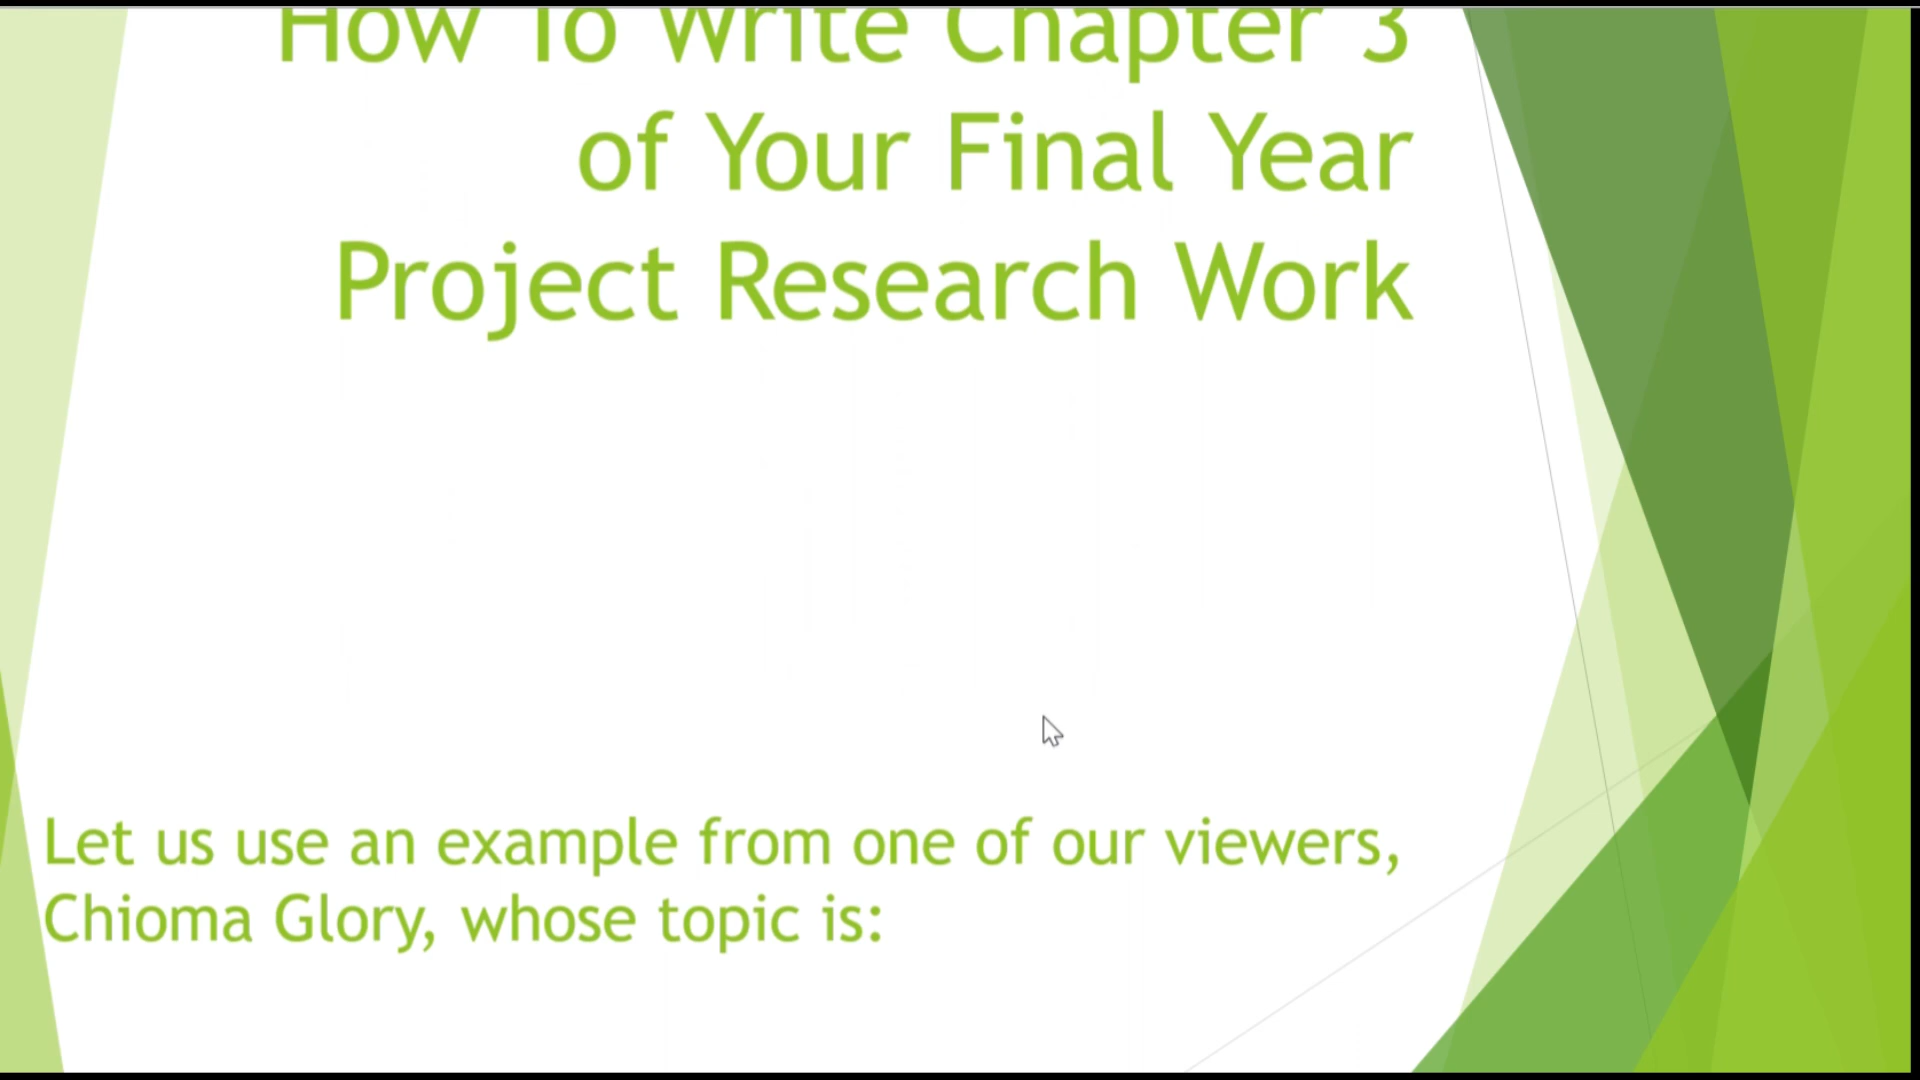 How To Write Chapter 3
of Your Final Year
Project Research Work
Let us use an example from one of our viewers,
Chioma Glory, whose topic is: